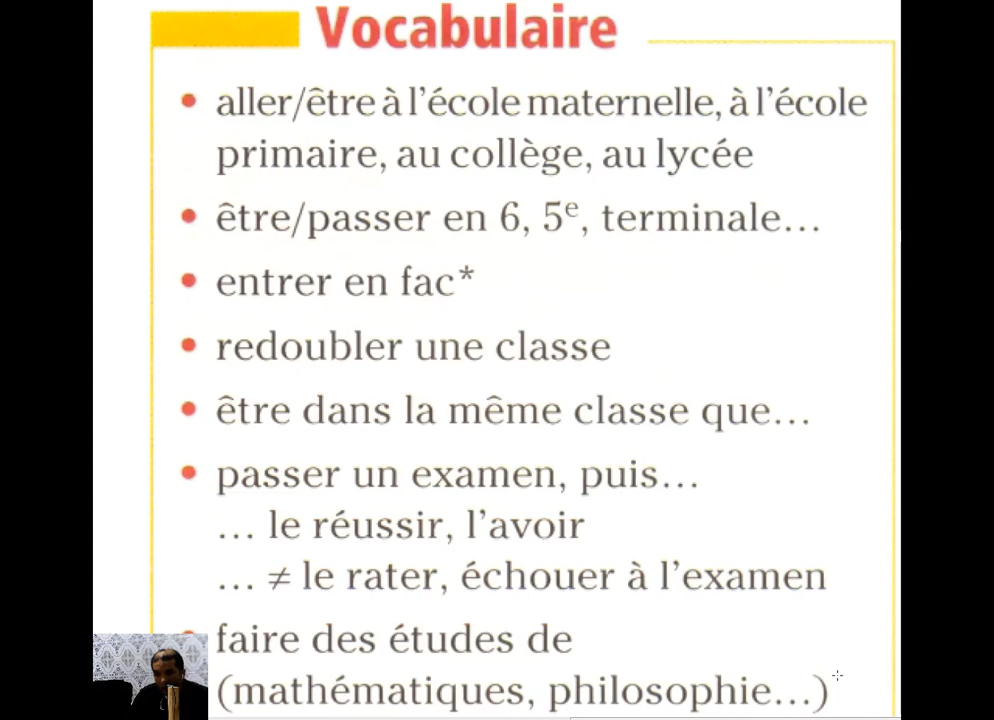 Vocabulaire
• aller/être à l'école maternelle, à l'école
primaire, au collège, au lycée
• être/passer en 6, 5e, terminale...
• entrer en fac*
• redoubler une classe
• être dans la même classe que...
• passer un examen, puis...
... le réussir, l'avoir
... ≠ le rater, échouer à l'examen
• faire des études de
(mathématiques, philosophie...)